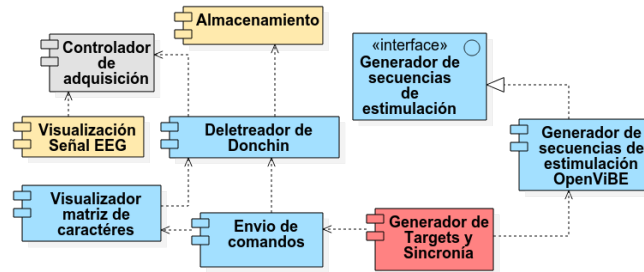 Almacenamiento
Controlador
de
adquisición
«interface»
Generador de
secuencias
de
estimulación
Visualización
Señal EEG
Deletreador de
Donchin
Generador de
secuencias de
estimulación
OpenViBE
Visualizador
matriz de
caractéres
Envio de
comandos
Generador de
Targets y
Sincronía